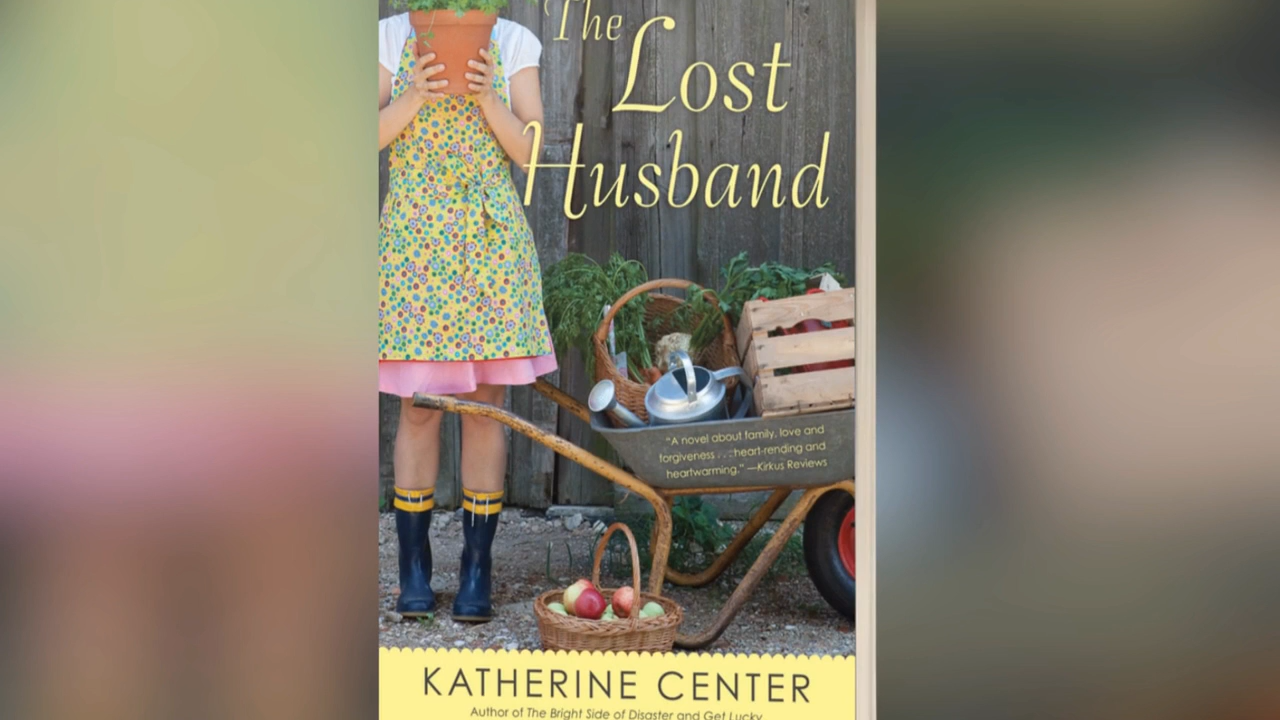 The
Lost
Husband
“A novel about family, love and
forgiveness . . . heart-rending and
heartwarming.” —Kirkus Reviews
KATHERINE CENTER
Author of The Bright Side of Disaster and Get Lucky